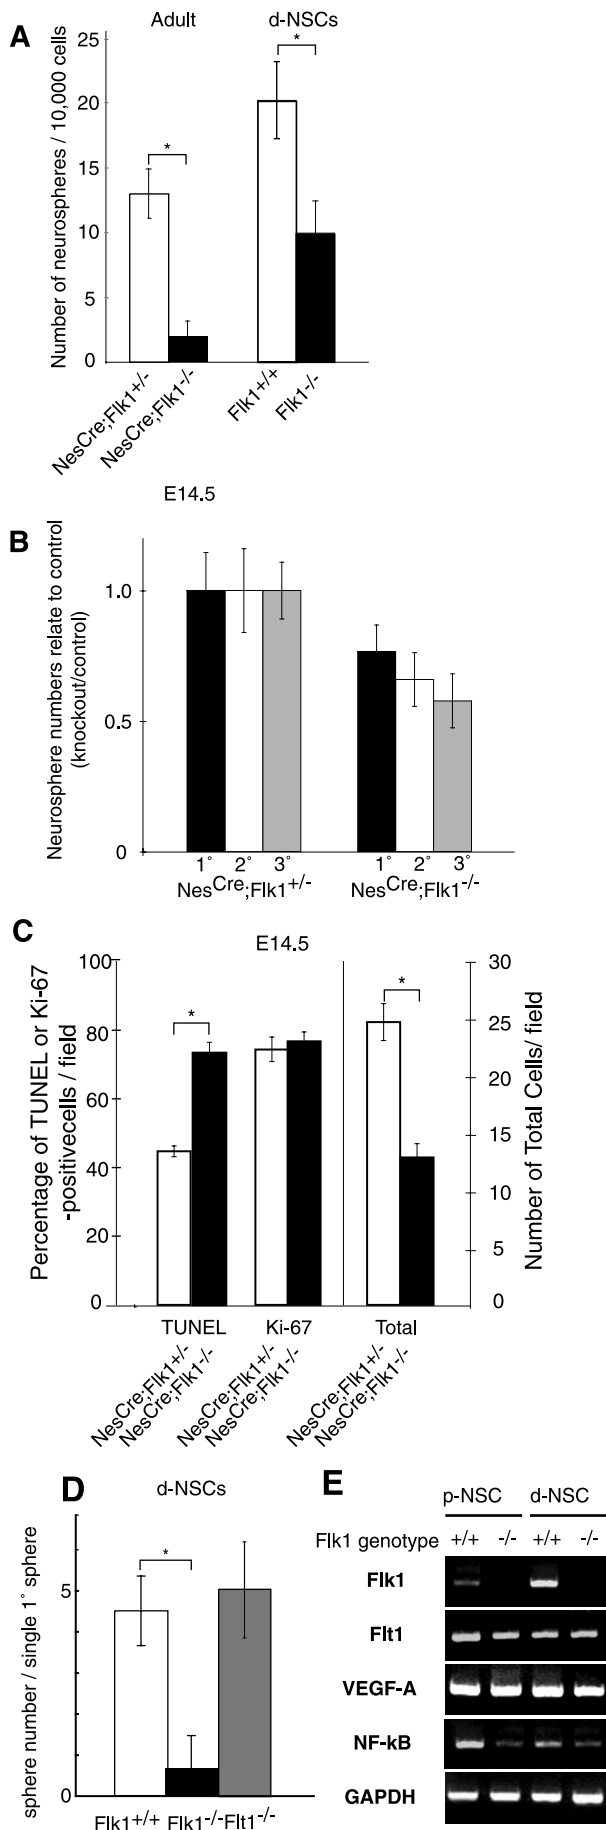 A
Adult
d-NSCs
Number of neurospheres / 10,000 cells
25
20
15
10
5
0
*
*
NesCre;Flk1+/-
NesCre;Flk1-/-
Flk1+/+
Flk1-/-
E14.5
B
Neurosphere numbers relate to control
(knockout/control)
1.0
0.5
0
1° 2° 3°
NesCre;Flk1+/-
1° 2° 3°
NesCre;Flk1-/-
C
E14.5
Percentage of TUNEL or Ki-67
-positivecells / field
100
80
60
40
20
0
*
*
30
25
20
15
10
5
0
Number of Total Cells/ field
TUNEL
Ki-67
Total
NesCre;Flk1+/-
NesCre;Flk1-/-
NesCre;Flk1+/-
NesCre;Flk1-/-
NesCre;Flk1+/-
NesCre;Flk1-/-
D
d-NSCs
sphere number / single 1° sphere
5
0
*
Flk1+/+ Flk1-/-Flt1-/-
E
p-NSC d-NSC
Flk1 genotype +/+ -/- +/+ -/-
Flk1
Flt1
VEGF-A
NF-kB
GAPDH